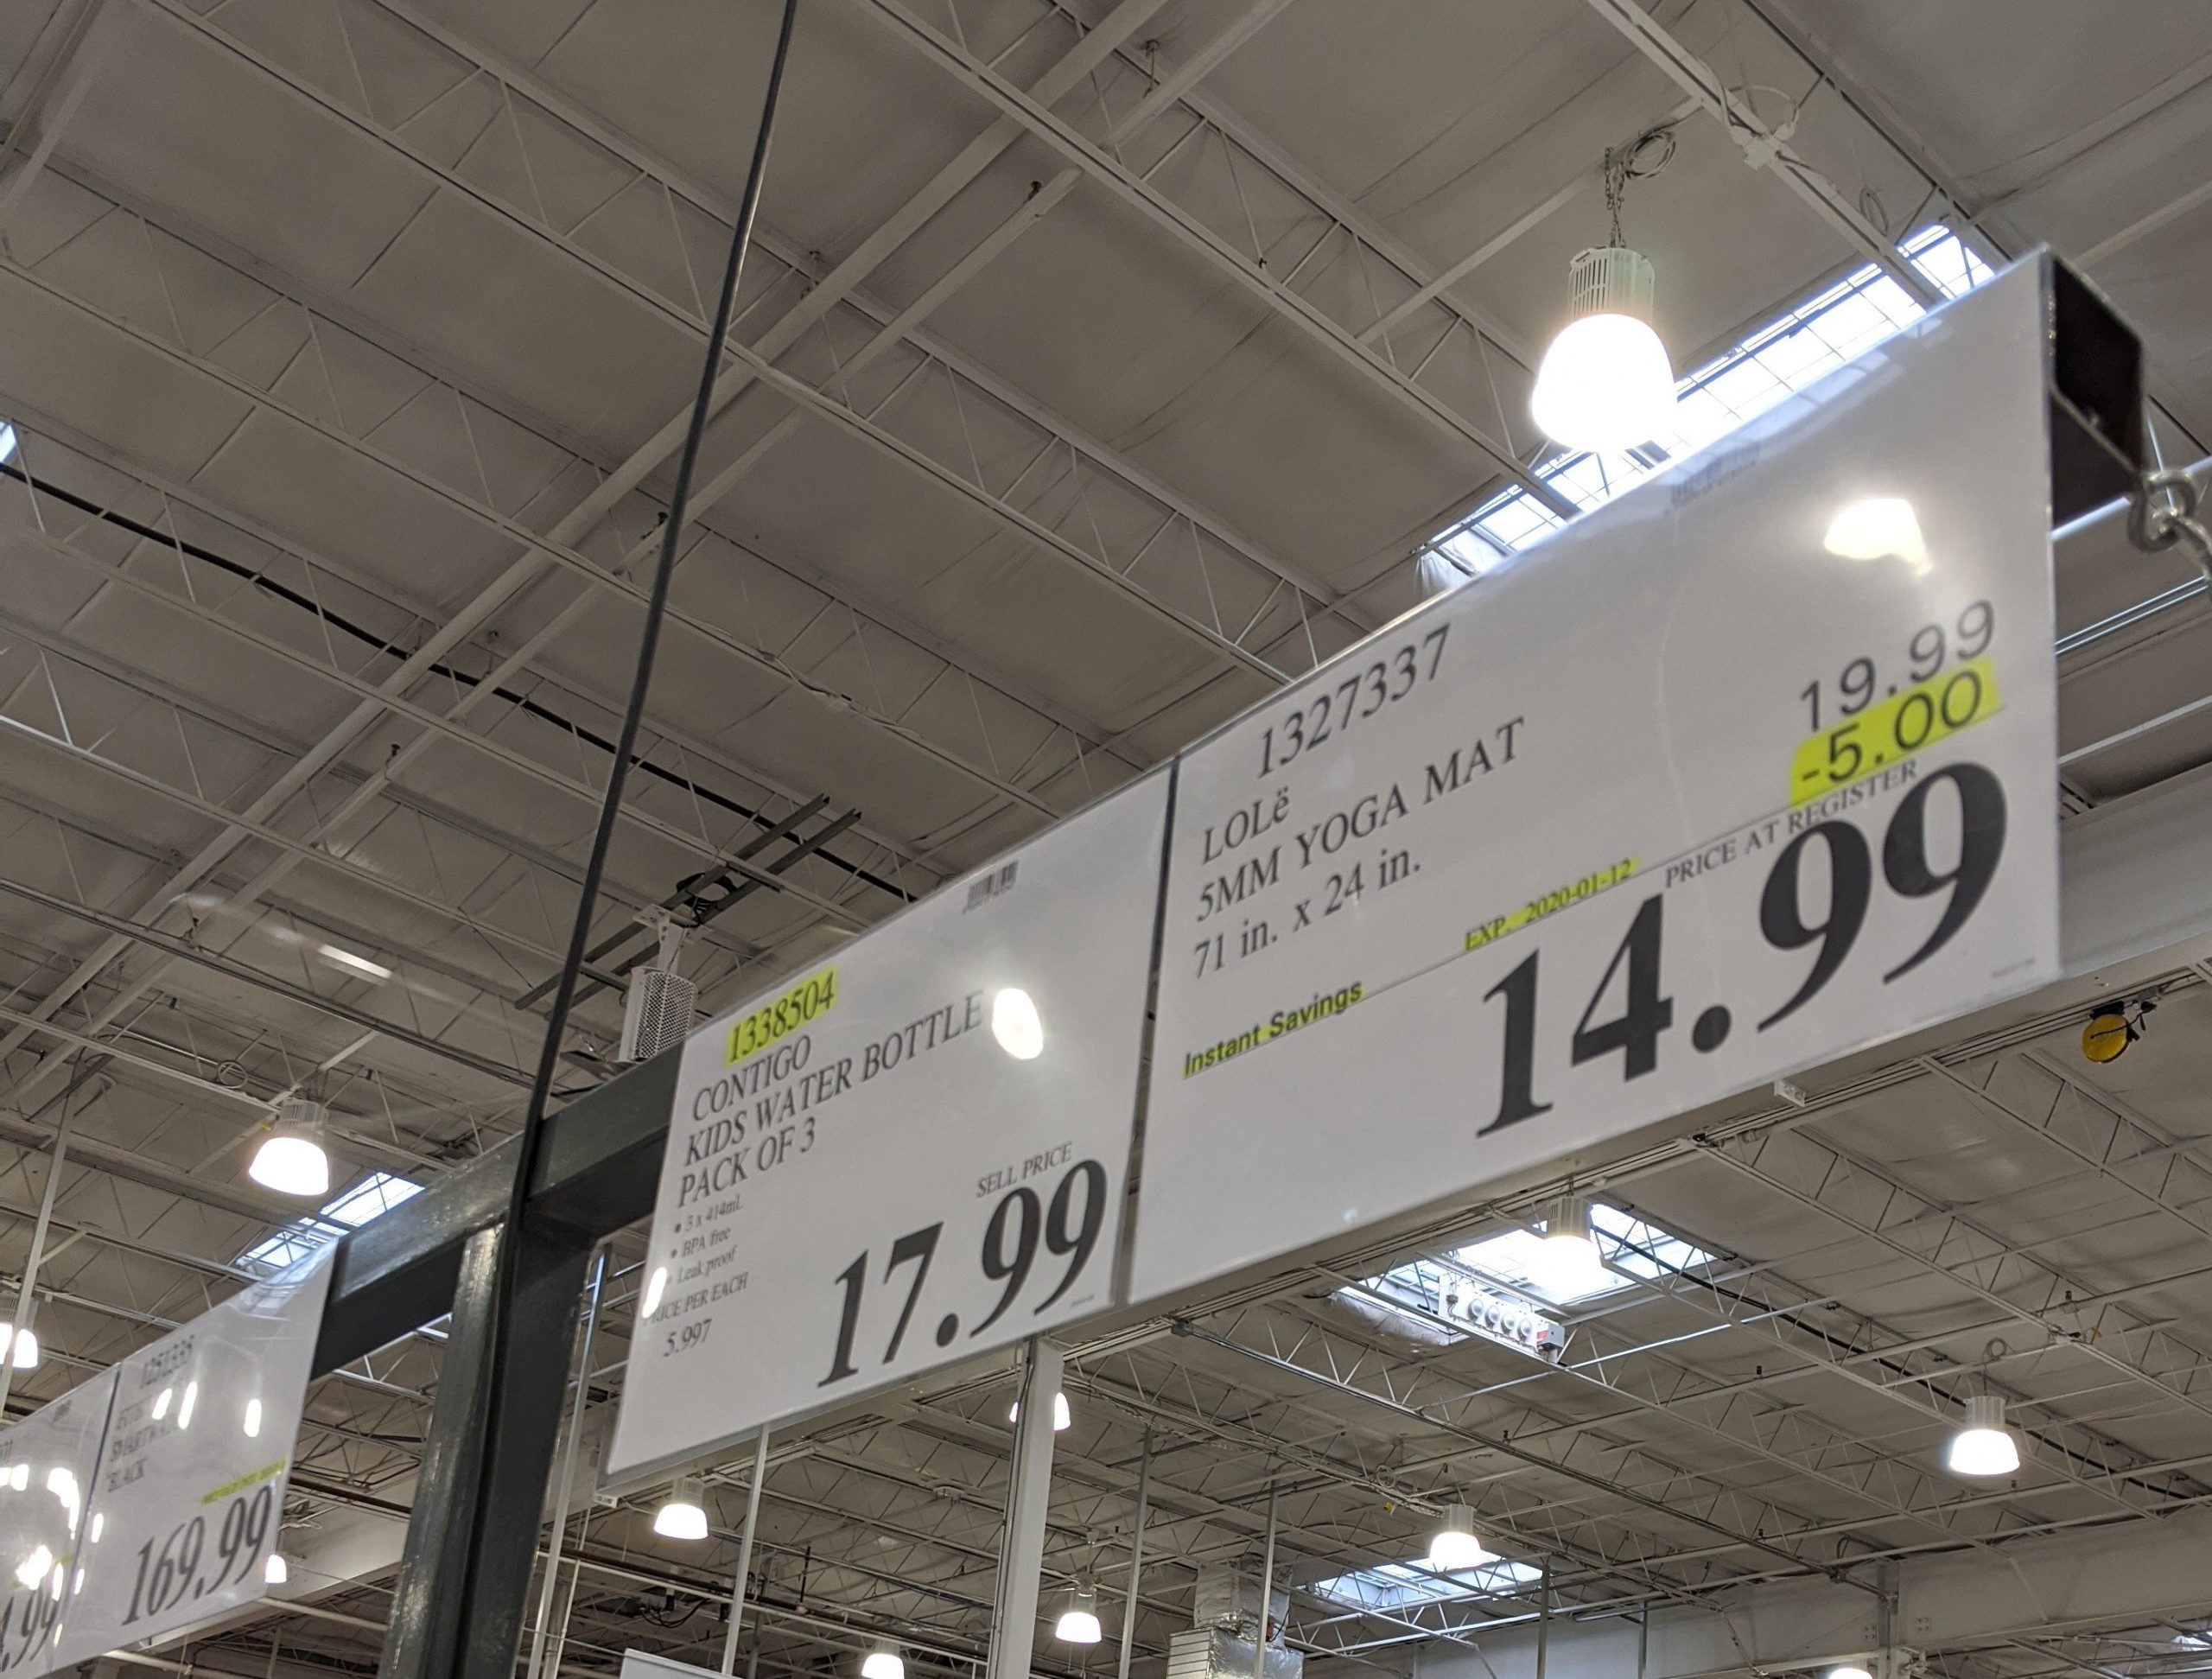 1327337
LOLë
5MM YOGA MAT
71 in. x 24 in.
19.99
-5.00
PRICE AT REGISTER
EXP. 2020-01-12
Instant Savings
14.99
1338504
CONTIGO
KIDS WATER BOTTLE
PACK OF 3
• 3 x 414mL
• BPA free
Leak proof
PER EACH
5.997
SELL PRICE
17.99
BLACK
169.99
.99